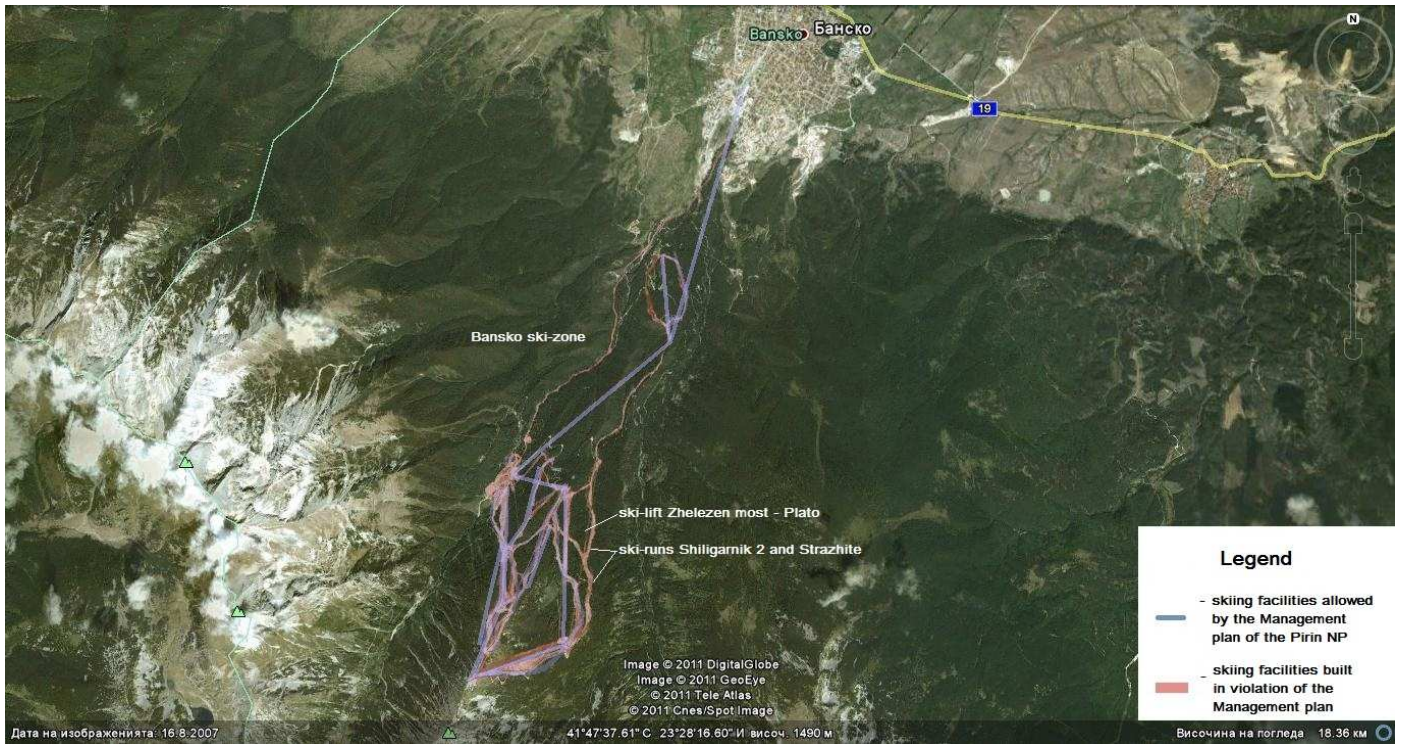 N
Bansko Банско
19
Bansko ski-zone
ski-lift Zhelezen most - Plato
ski-runs Shiligarnik 2 and Strazhite
Legend
- skiing facilities allowed
by the Management
plan of the Pirin NP
- skiing facilities built
in violation of the
Management plan
Image © 2011 DigitalGlobe
Image © 2011 GeoEye
© 2011 Tele Atlas
© 2011 Cnes/Spot Image
Дата на изображенията: 16.8.2007
41°47'37.61" С 23°28'16.60" И височ. 1490 м
Височина на погледа 18.36 км